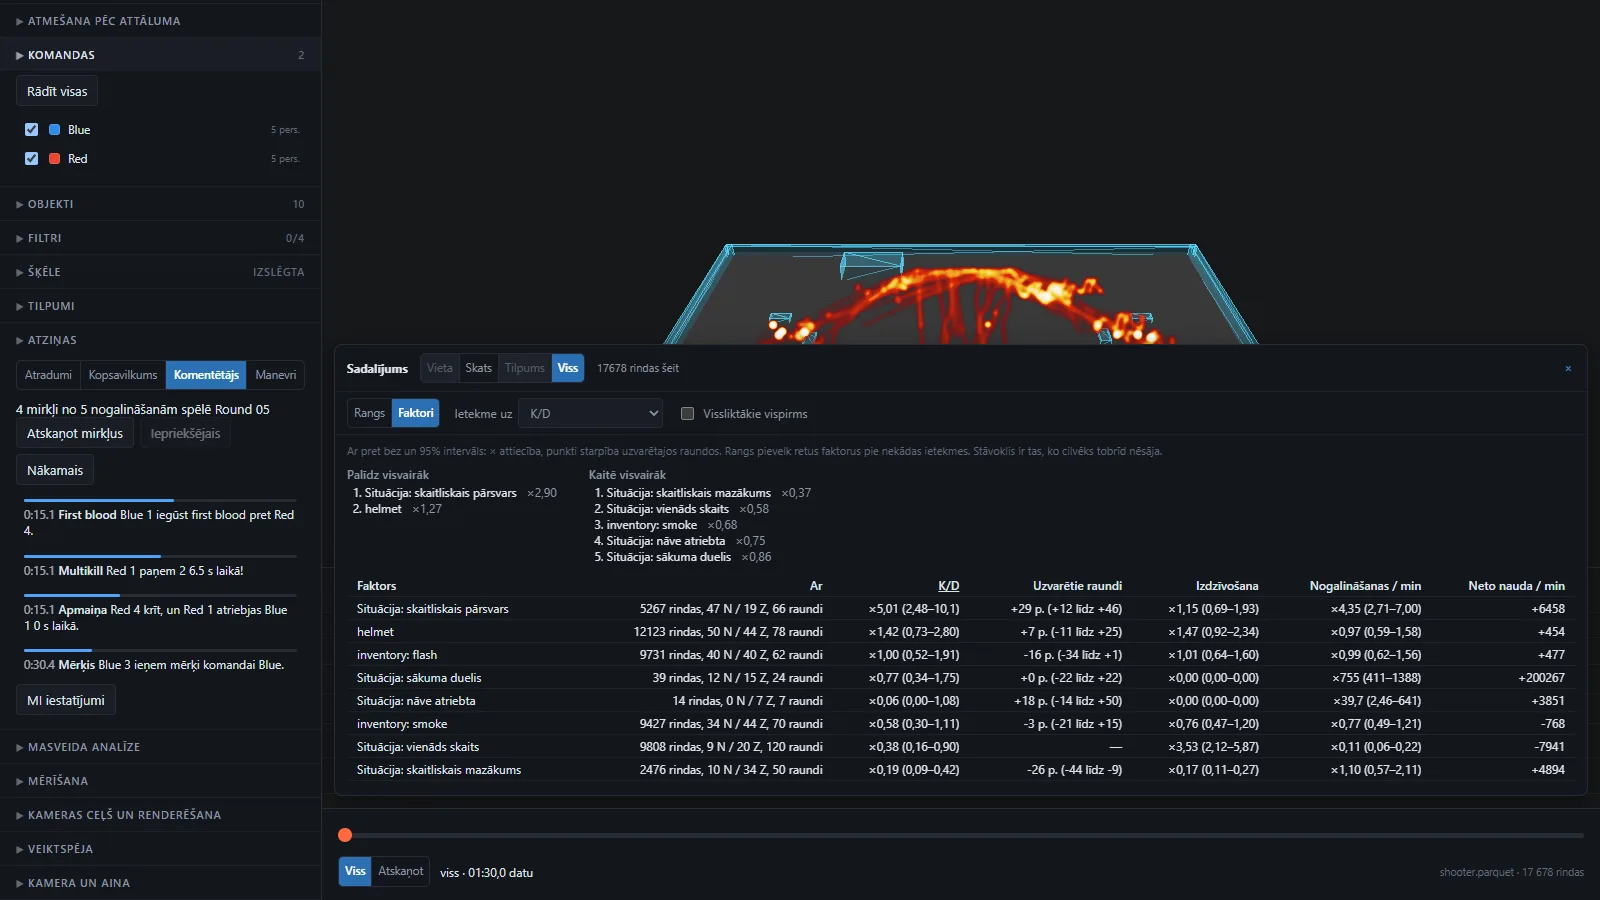 ▶ ATMEŠANA PĒC ATTĀLUMA
▶ KOMANDAS 2
Rādīt visas
Blue 5 pers.
Red 5 pers.
▶ OBJEKTI 10
▶ FILTRI 0/4
▶ ŠĶĒLE IZSLĒGTA
▶ TILPUMI
▶ ATZIŅAS
Atradumi Kopsavilkums Komentētājs Manevri
4 mirkļi no 5 nogalināšanām spēlē Round 05
Atskaņot mirkļus Iepriekšējais
Nākamais
0:15.1 First blood Blue 1 iegūst first blood pret Red
4.
0:15.1 Multikill Red 1 paņem 2 6.5 s laikā!
0:15.1 Apmaiņa Red 4 krīt, un Red 1 atriebjas Blue
1 0 s laikā.
0:30.4 Mērķis Blue 3 ieņem mērķi komandai Blue.
MI iestatījumi
▶ MASVEIDA ANALĪZE
▶ MĒRĪŠANA
▶ KAMERAS CEĻŠ UN RENDERĒŠANA
▶ VEIKTSPĒJA
▶ KAMERA UN AINA
Sadalījums Vieta Skats Tilpums Viss 17678 rindas šeit ×
Rangs Faktori Ietekme uz K/D Vissliktākie vispirms
Ar pret bez un 95% intervāls: × attiecība, punkti starpība uzvarētajos raundos. Rangs pievelk retus faktorus pie nekādas ietekmes. Stāvoklis ir tas, ko cilvēks tobrīd nēsāja.
Palīdz visvairāk
1. Situācija: skaitliskais pārsvars ×2,90
2. helmet ×1,27
Kaitē visvairāk
1. Situācija: skaitliskais mazākums ×0,37
2. Situācija: vienāds skaits ×0,58
3. inventory: smoke ×0,68
4. Situācija: nāve atriebta ×0,75
5. Situācija: sākuma duelis ×0,86
Faktors Ar K/D Uzvarētie raundi Izdzīvošana Nogalināšanas / min Neto nauda / min
Situācija: skaitliskais pārsvars 5267 rindas, 47 N / 19 Z, 66 raundi ×5,01 (2,48–10,1) +29 p. (+12 līdz +46) ×1,15 (0,69–1,93) ×4,35 (2,71–7,00) +6458
helmet 12123 rindas, 50 N / 44 Z, 78 raundi ×1,42 (0,73–2,80) +7 p. (-11 līdz +25) ×1,47 (0,92–2,34) ×0,97 (0,59–1,58) +454
inventory: flash 9731 rindas, 40 N / 40 Z, 62 raundi ×1,00 (0,52–1,91) -16 p. (-34 līdz +1) ×1,01 (0,64–1,60) ×0,99 (0,62–1,56) +477
Situācija: sākuma duelis 39 rindas, 12 N / 15 Z, 24 raundi ×0,77 (0,34–1,75) +0 p. (-22 līdz +22) ×0,00 (0,00–0,00) ×755 (411–1388) +200267
Situācija: nāve atriebta 14 rindas, 0 N / 7 Z, 7 raundi ×0,06 (0,00–1,08) +18 p. (-14 līdz +50) ×0,00 (0,00–0,00) ×39,7 (2,46–641) +3851
inventory: smoke 9427 rindas, 34 N / 44 Z, 70 raundi ×0,58 (0,30–1,11) -3 p. (-21 līdz +15) ×0,76 (0,47–1,20) ×0,77 (0,49–1,21) -768
Situācija: vienāds skaits 9808 rindas, 9 N / 20 Z, 120 raundi ×0,38 (0,16–0,90) — ×3,53 (2,12–5,87) ×0,11 (0,06–0,22) -7941
Situācija: skaitliskais mazākums 2476 rindas, 10 N / 34 Z, 50 raundi ×0,19 (0,09–0,42) -26 p. (-44 līdz -9) ×0,17 (0,11–0,27) ×1,10 (0,57–2,11) +4894
Viss Atskaņot viss · 01:30,0 datu shooter.parquet · 17 678 rindas